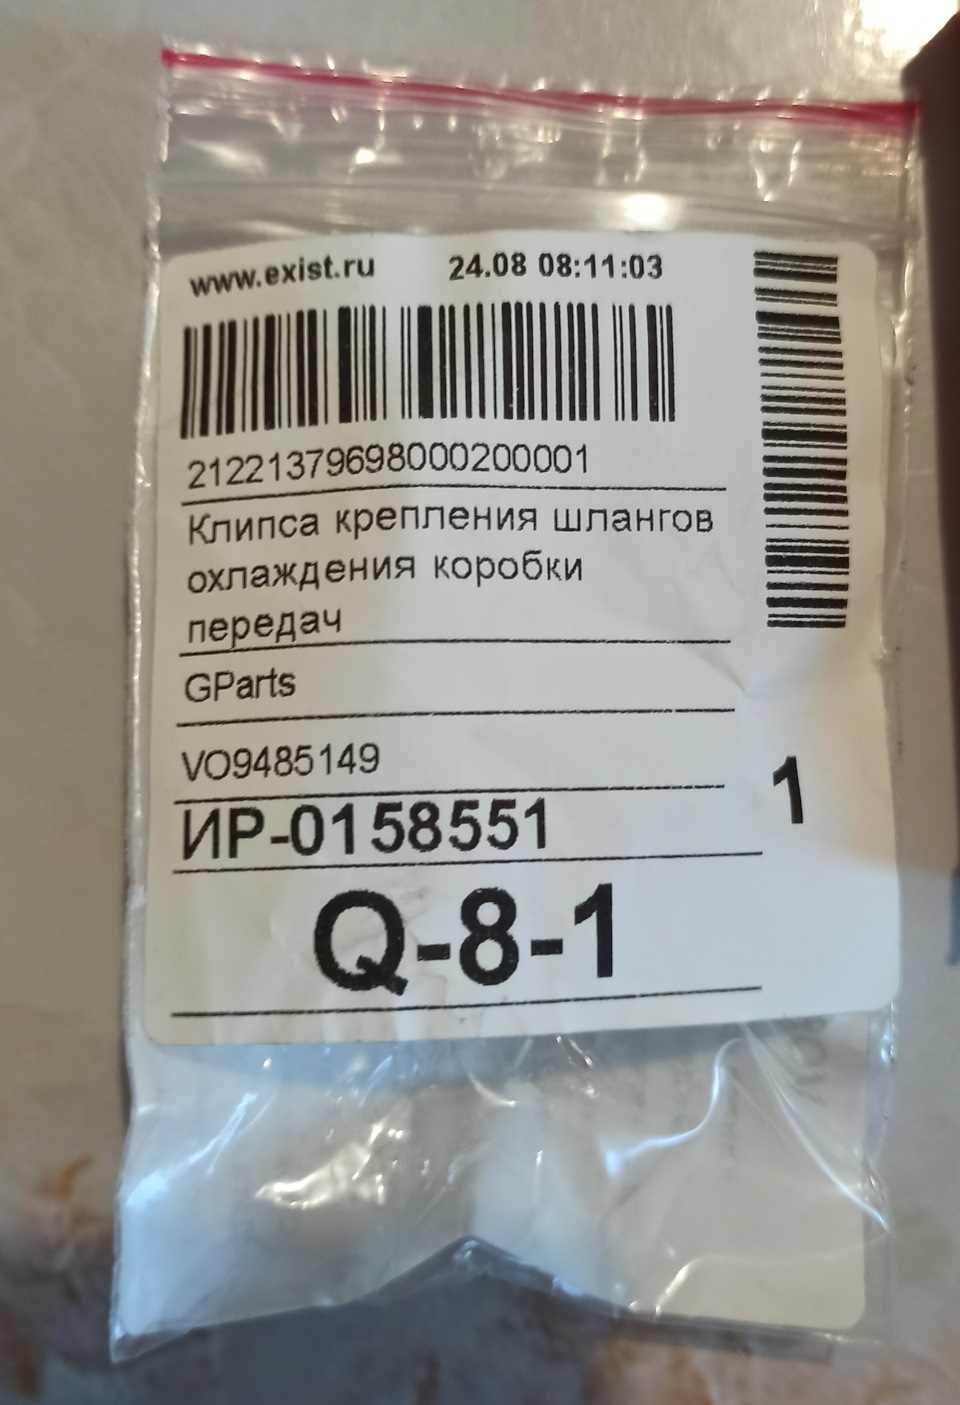 www.exist.ru 24.08 08:11:03
21221379698000200001
Клипса крепления шлангов
охлаждения коробки
передач
GParts
VO9485149
1
ИР-0158551
Q-8-1